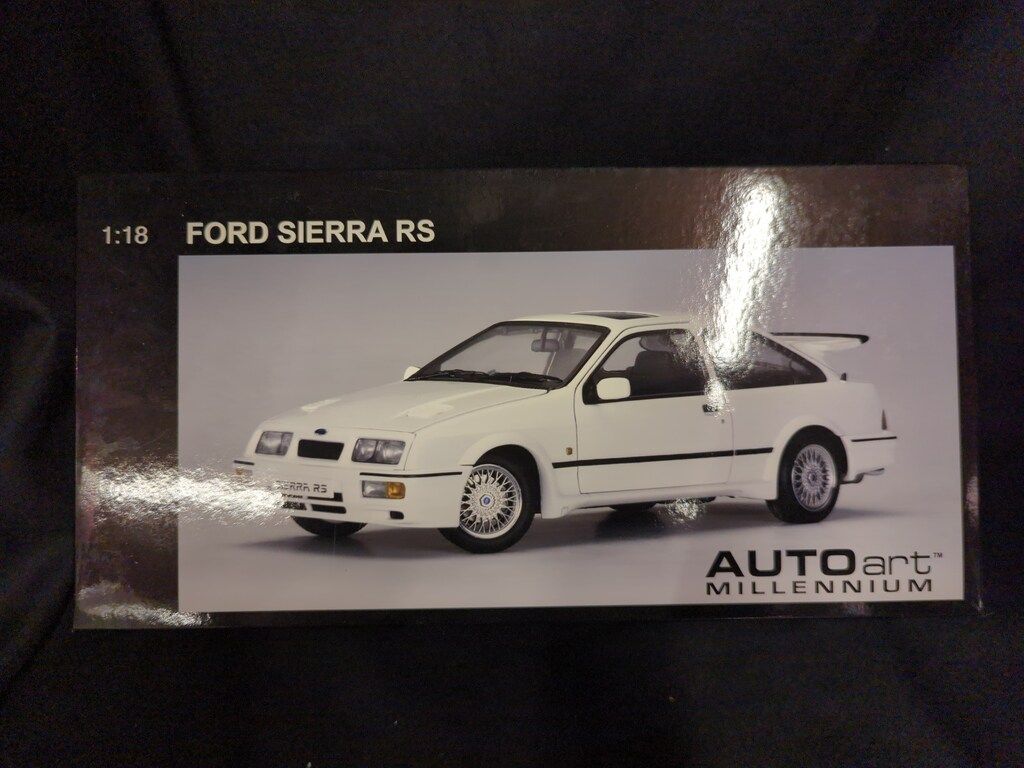 1:18 FORD SIERRA RS
SIERRA RS
AUTOart™
MILLENNIUM